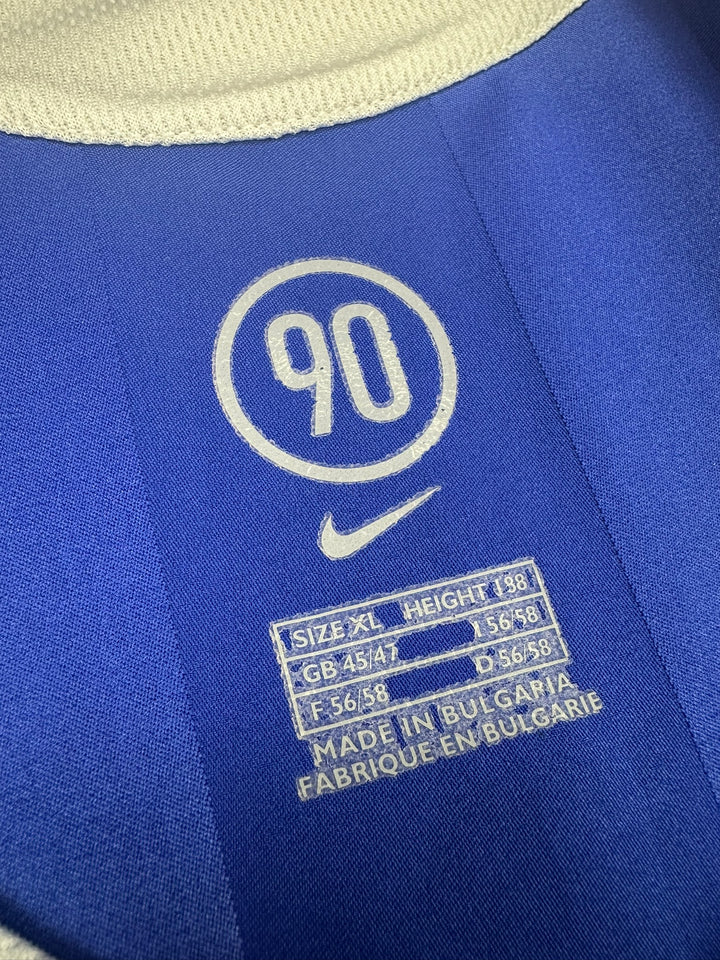 90
SIZE XL HEIGHT 188
GB 45/47 I 56/58
F 56/58 D 56/58
MADE IN BULGARIA
FABRIQUE EN BULGARIE